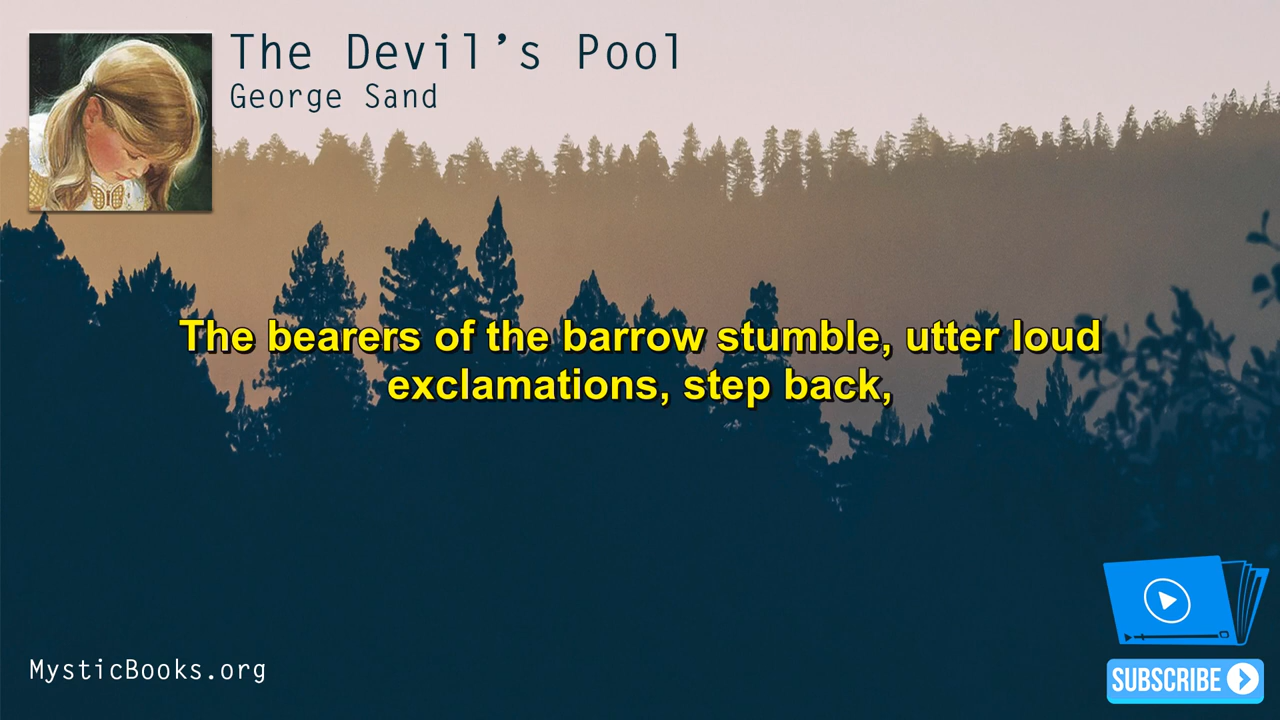 The Devil's Pool
George Sand
The bearers of the barrow stumble, utter loud
exclamations, step back,
MysticBooks.org
SUBSCRIBE